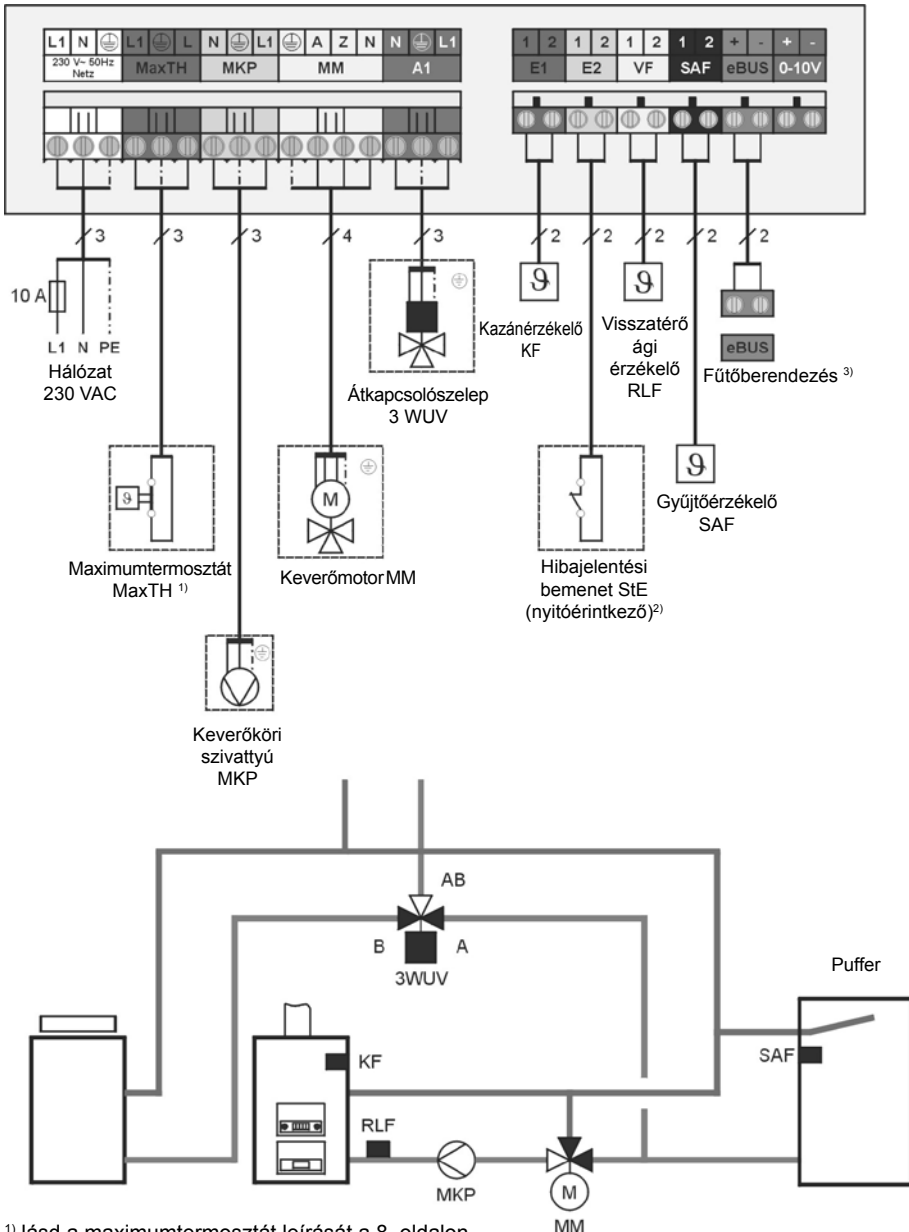 L1 N L1 L N L1 A Z N N L1 1 2 1 2 1 2 1 2 + - + -
230 V~ 50Hz
Netz
MaxTH MKP MM A1 E1 E2 VF SAF eBUS 0-10V
3 3 3 4 3 2 2 2 2 2
10 A
L1 N PE
Hálózat
230 VAC
Átkapcsolószelep
3 WUV
ϑ
Kazánérzékelő
KF
ϑ
Visszatérő
ági
érzékelő
RLF
eBUS
Fűtőberendezés 3)
ϑ
Maximumtermosztát
MaxTH 1)
M
Keverőmotor MM
Hibajelentési
bemenet StE
(nyitóérintkező)2)
ϑ
Gyűjtőérzékelő
SAF
Keverőköri
szivattyú
MKP
AB
B A
3WUV
Puffer
KF
SAF
RLF
MKP
M
MM
1) lásd a maximumtermosztát leírását a 8. oldalon